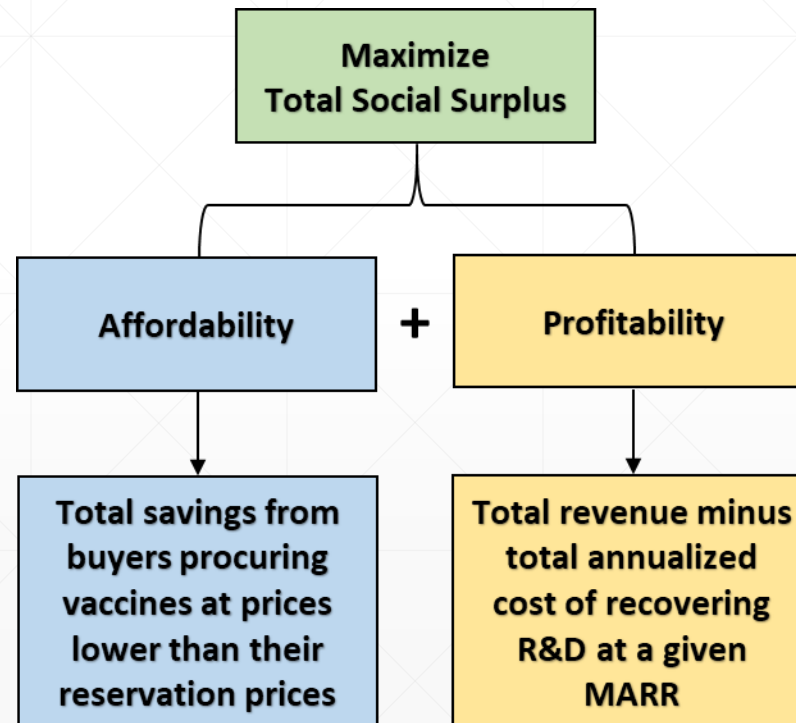 Maximize
Total Social Surplus
Affordability
+
Profitability
Total savings from
buyers procuring
vaccines at prices
lower than their
reservation prices
Total revenue minus
total annualized
cost of recovering
R&D at a given
MARR